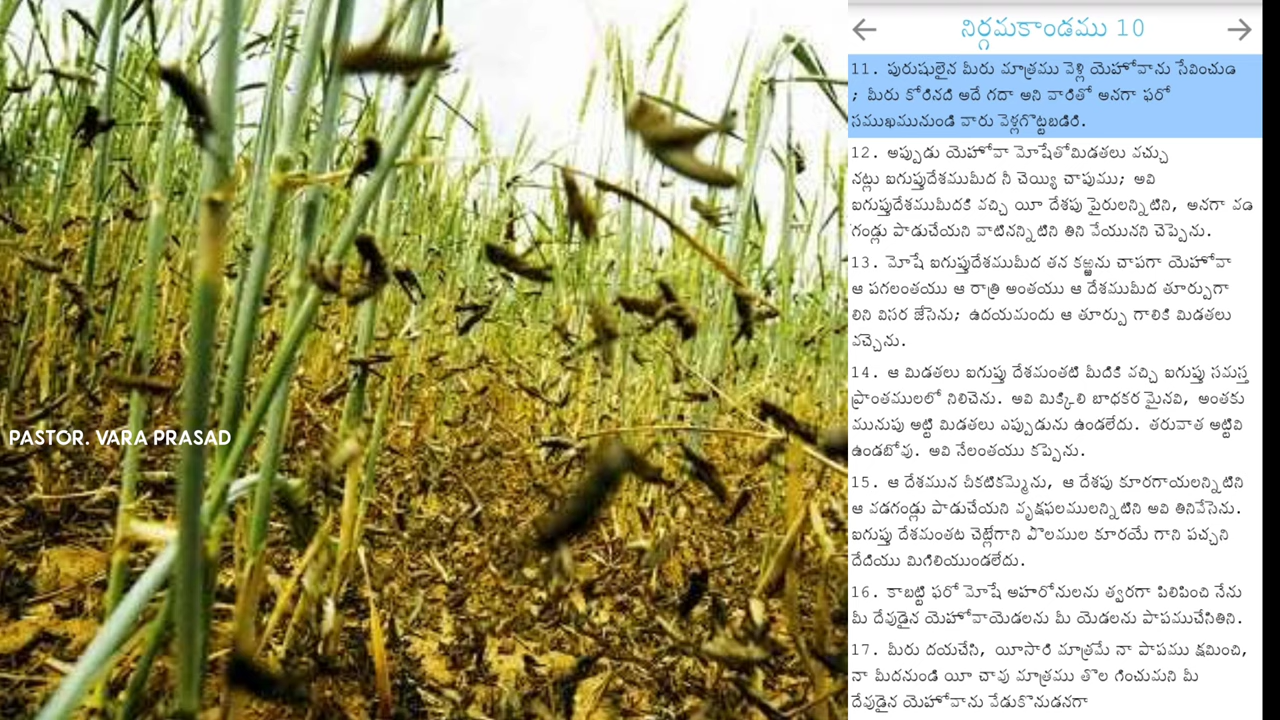 PASTOR. VARA PRASAD
నిర్గమకాండము 10
11. పురుషులైన మీరు మాత్రము వెళ్లి యెహోవాను సేవించుడ
; మీరు కోరినది అదే గదా అని వారితో అనగా ఫరో
సముఖమునుండి వారు వెళ్లగొట్టబడిరి.
12. అప్పుడు యెహోవా మోషేతోమిడతలు వచ్చు
నట్లు ఐగుప్తుదేశముమీద నీ చెయ్యి చాపుము; అవి
ఐగుప్తుదేశముమీదకి వచ్చి యీ దేశపు పైరులన్నిటిని, అనగా వడ
గండ్లు పాడుచేయని వాటినన్నిటిని తిని వేయునని చెప్పెను.
13. మోషే ఐగుప్తుదేశముమీద తన కఱ్ఱను చాపగా యెహోవా
ఆ పగలంతయు ఆ రాత్రి అంతయు ఆ దేశముమీద తూర్పుగా
లిని విసర జేసెను; ఉదయమందు ఆ తూర్పు గాలికి మిడతలు
వచ్చెను.
14. ఆ మిడతలు ఐగుప్తు దేశమంతటి మీదికి వచ్చి ఐగుప్తు సమస్త
ప్రాంతములలో నిలిచెను. అవి మిక్కిలి బాధకర మైనవి, అంతకు
మునుపు అట్టి మిడతలు ఎప్పుడును ఉండలేదు. తరువాత అట్టివి
ఉండబోవు. అవి నేలంతయు కప్పెను.
15. ఆ దేశమున చీకటికమ్మెను, ఆ దేశపు కూరగాయలన్నిటిని
ఆ వడగండ్లు పాడుచేయని వృక్షఫలములన్నిటిని అవి తినివేసెను.
ఐగుప్తు దేశమంతట చెట్లేగాని పొలముల కూరయే గాని పచ్చని
దేదియు మిగిలియుండలేదు.
16. కాబట్టి ఫరో మోషే అహరోనులను త్వరగా పిలిపించి నేను
మీ దేవుడైన యెహోవాయెడలను మీ యెడలను పాపముచేసితిని.
17. మీరు దయచేసి, యీసారి మాత్రమే నా పాపము క్షమించి,
నా మీదనుండి యీ చావు మాత్రము తొల గించుమని మీ
దేవుడైన యెహోవాను వేడుకొనుడనగా